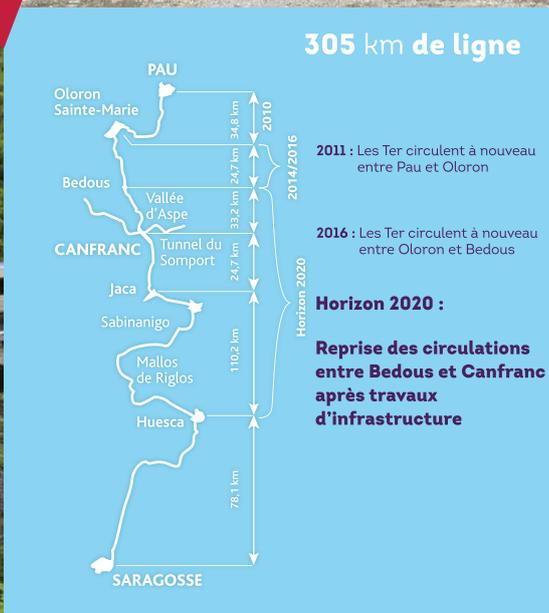 305 km de ligne
PAU
Oloron
Sainte-Marie
34,8 km
2010
24,7 km
2014/2016
2011 : Les Ter circulent à nouveau
entre Pau et Oloron
Bedous
Vallée
d'Aspe
33,2 km
CANFRANC
Tunnel du
Somport
24,7 km
2016 : Les Ter circulent à nouveau
entre Oloron et Bedous
Jaca
Sabinanigo
Horizon 2020
Horizon 2020 :
Mallos
de Riglos
110,2 km
Reprise des circulations
entre Bedous et Canfranc
après travaux
d'infrastructure
Huesca
78,1 km
SARAGOSSE